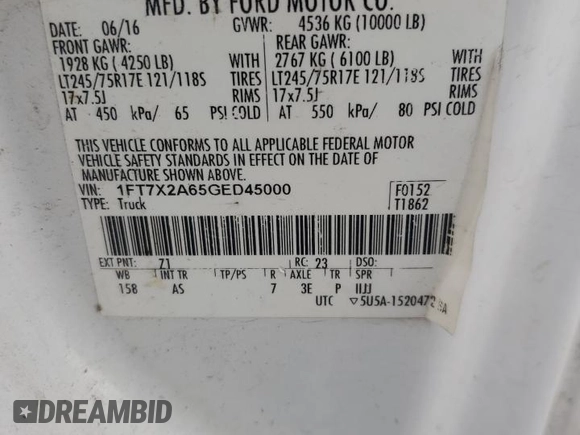 MFD. BY FORD MOTOR CO.
DATE: 06/16 GVWR: 4536 KG (10000 LB)
FRONT GAWR: REAR GAWR:
1928 KG ( 4250 LB) WITH 2767 KG ( 6100 LB) WITH
LT245/75R17E 121/118S TIRES LT245/75R17E 121/118S TIRES
17x7.5J RIMS 17x7.5J RIMS
AT 450 kPa/ 65 PSI COLD AT 550 kPa/ 80 PSI COLD
THIS VEHICLE CONFORMS TO ALL APPLICABLE FEDERAL MOTOR
VEHICLE SAFETY STANDARDS IN EFFECT ON THE DATE OF
MANUFACTURE SHOWN ABOVE.
VIN: 1FT7X2A65GED45000 F0152
TYPE: Truck T1862
EXT PNT: Z1 RC: 23 DSO:
WB INT TR TP/PS R AXLE TR SPR
158 AS 7 3E P IIJJ
UTC ▽5U5A-1520472
DREAMBID